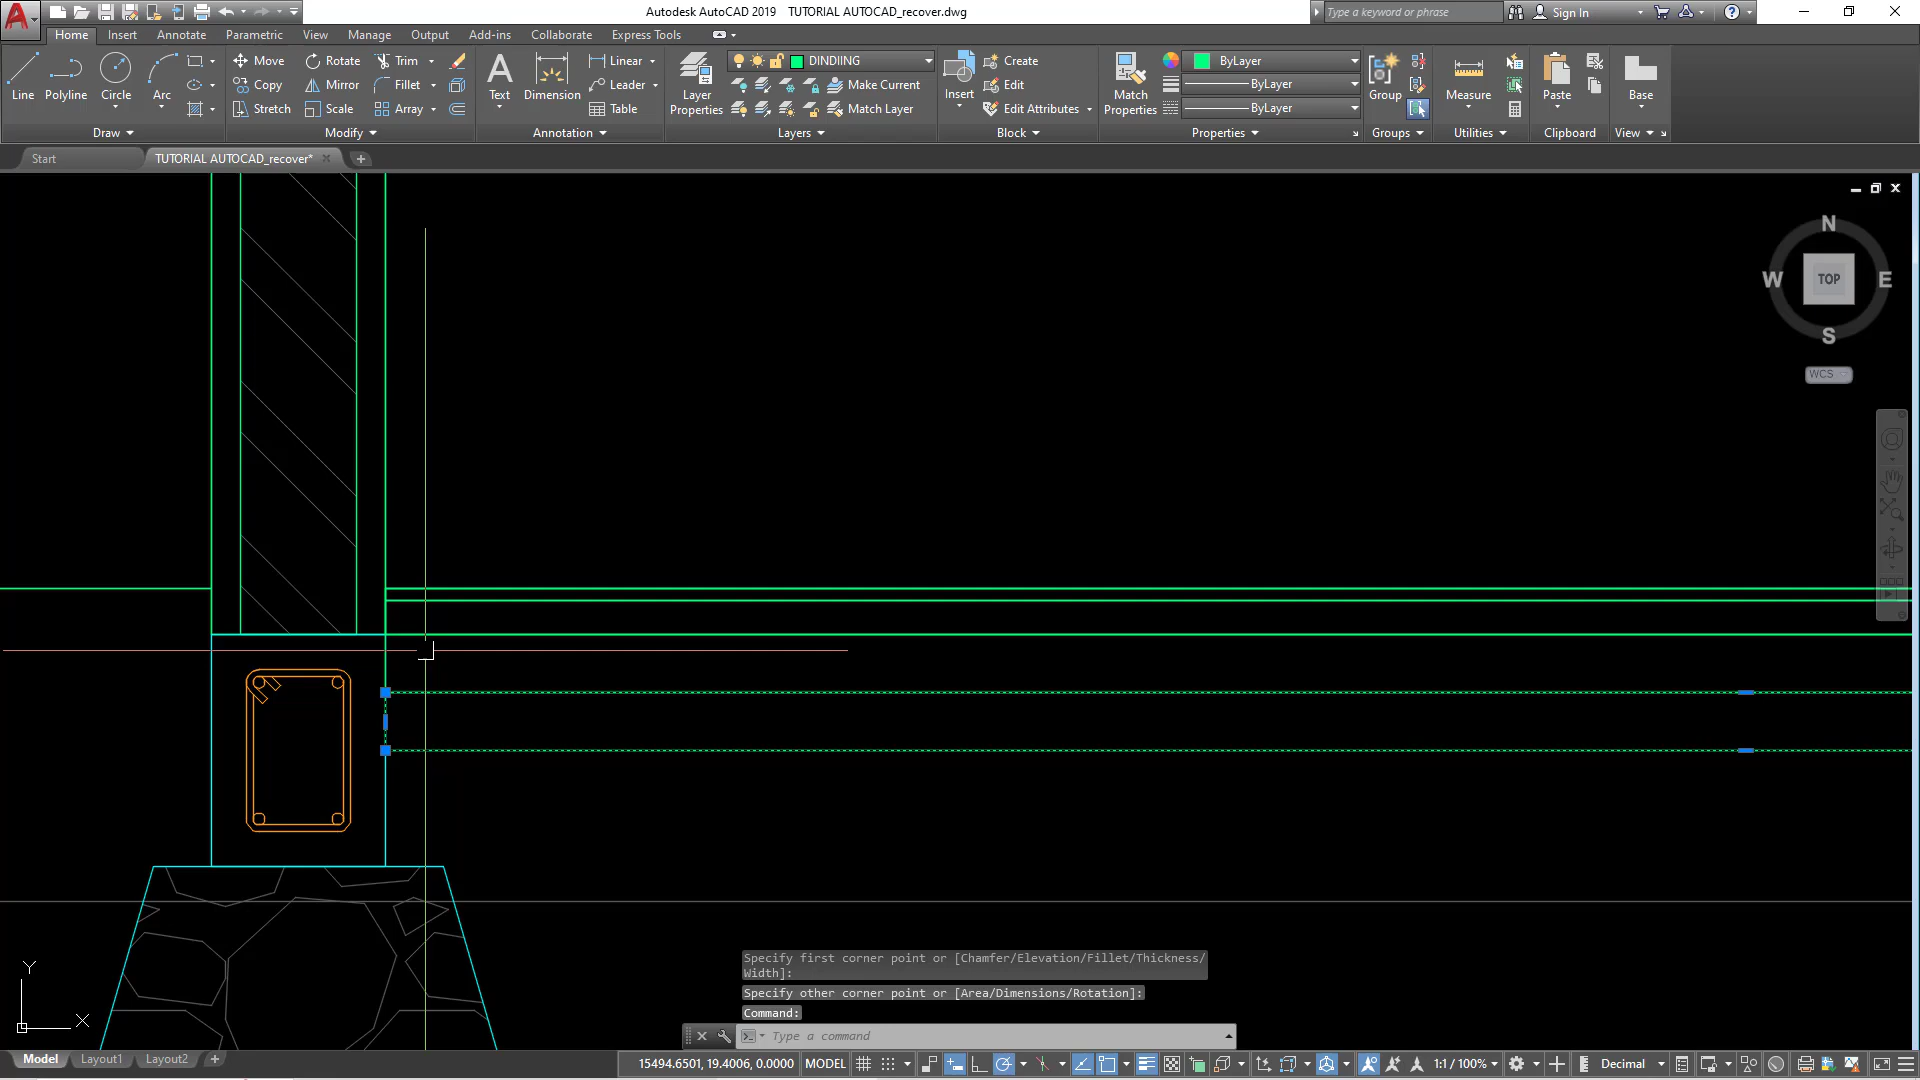 Autodesk AutoCAD 2019   TUTORIAL AUTOCAD_recover.dwg
Type a keyword or phrase
Sign In
Home Insert Annotate Parametric View Manage Output Add-ins Collaborate Express Tools
Line Polyline Circle Arc
Move Rotate Trim
Copy Mirror Fillet
Stretch Scale Array
Text Dimension
Linear
Leader
Table
Layer Properties
DINDIING
Make Current
Match Layer
Insert
Create
Edit
Edit Attributes
Match Properties
ByLayer
ByLayer
ByLayer
Group
Measure
Paste
Base
Draw Modify Annotation Layers Block Properties Groups Utilities Clipboard View
Start TUTORIAL AUTOCAD_recover*
N
W TOP E
S
WCS
Y
X
Specify first corner point or [Chamfer/Elevation/Fillet/Thickness/
Width]:
Specify other corner point or [Area/Dimensions/Rotation]:
Command:
Type a command
Model Layout1 Layout2
15494.6501, 19.4006, 0.0000 MODEL 1:1 / 100% Decimal